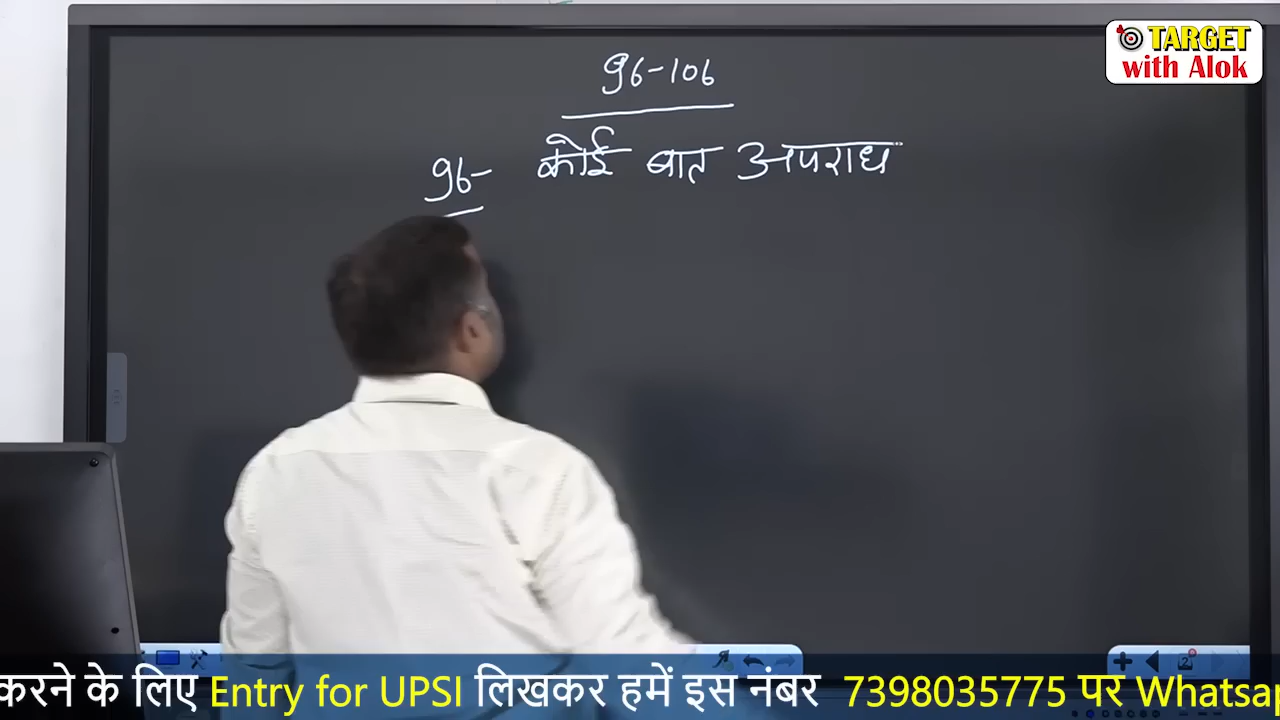 TARGET
with Alok
96-106
96- कोई बात अपराध
करने के लिए Entry for UPSI लिखकर हमें इस नंबर 7398035775 पर Whatsap